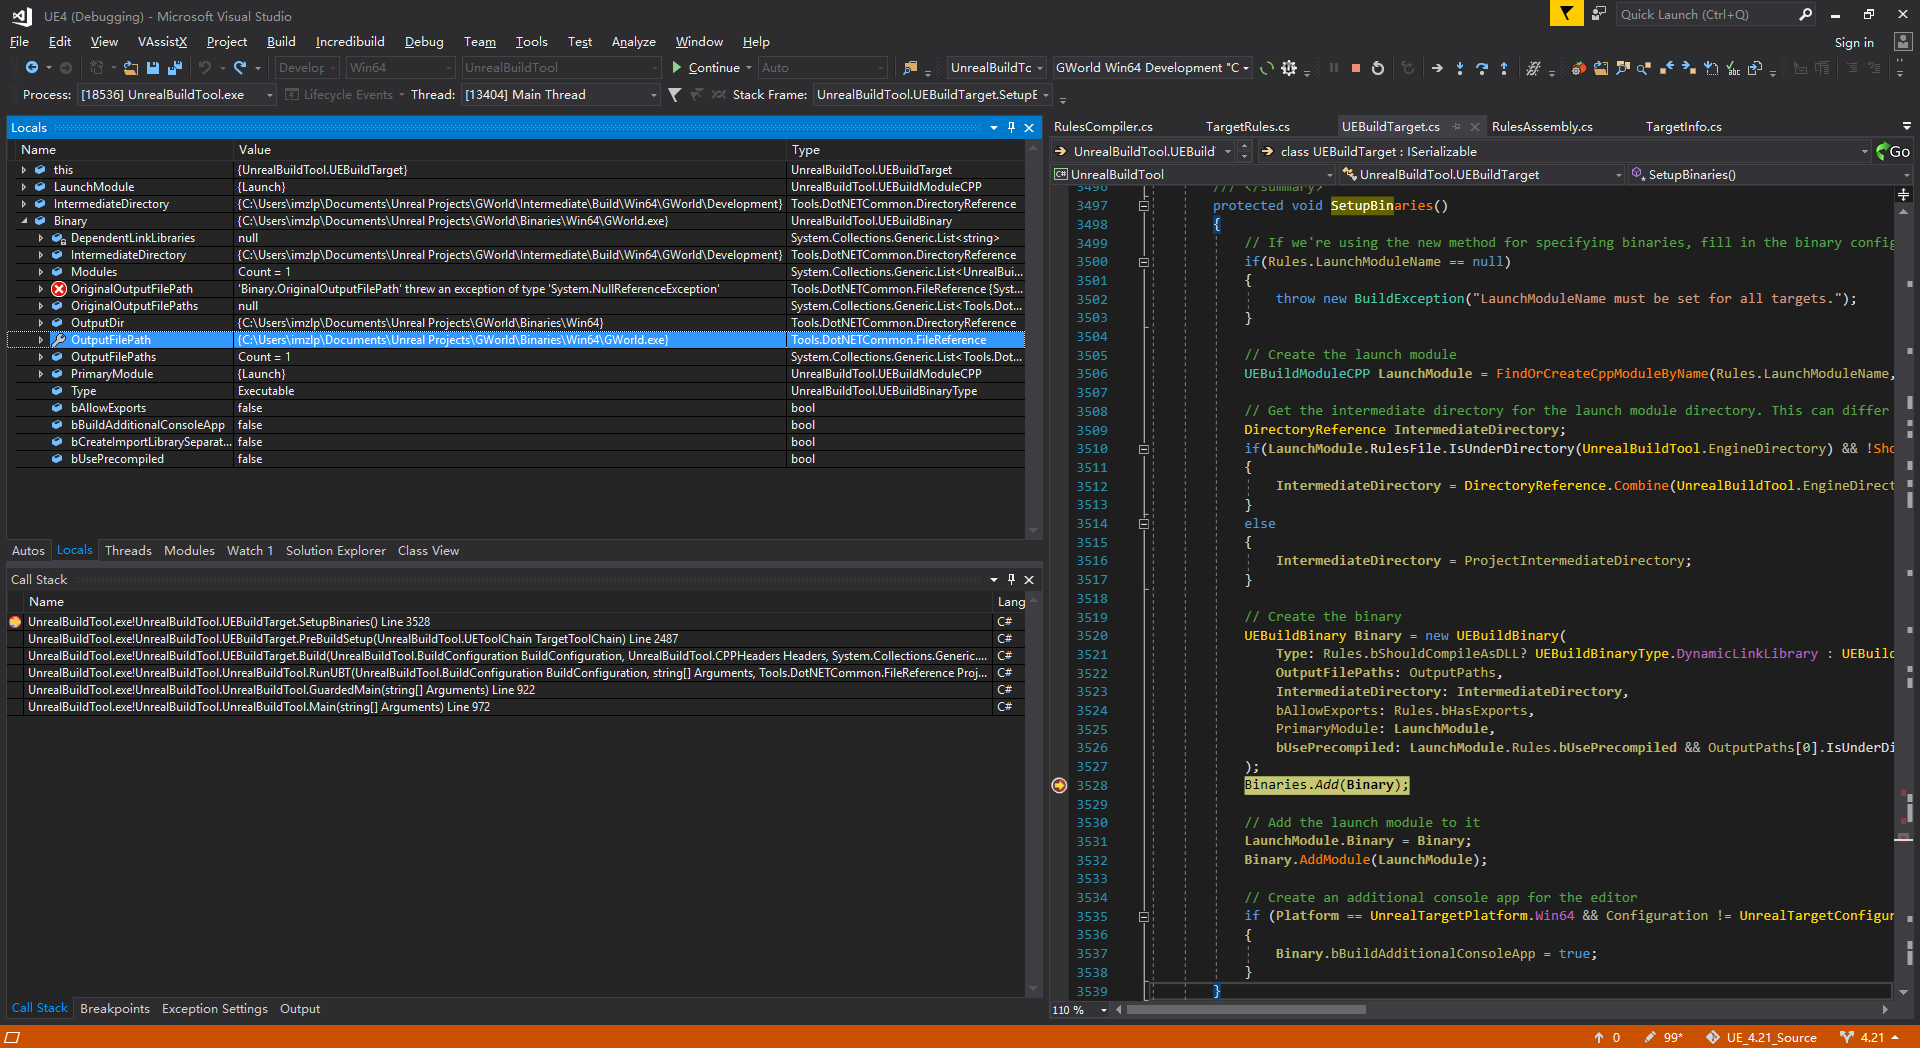 UE4 (Debugging) - Microsoft Visual Studio
Quick Launch (Ctrl+Q)
File Edit View VAssistX Project Build Incredibuild Debug Team Tools Test Analyze Window Help
Sign in
Develop Win64 UnrealBuildTool Continue Auto UnrealBuildTc GWorld Win64 Development "C
Process: [18536] UnrealBuildTool.exe Lifecycle Events Thread: [13404] Main Thread Stack Frame: UnrealBuildTool.UEBuildTarget.SetupE
Locals
Name Value Type
this {UnrealBuildTool.UEBuildTarget} UnrealBuildTool.UEBuildTarget
LaunchModule {Launch} UnrealBuildTool.UEBuildModuleCPP
IntermediateDirectory {C:\Users\imzlp\Documents\Unreal Projects\GWorld\Intermediate\Build\Win64\GWorld\Development} Tools.DotNETCommon.DirectoryReference
Binary {C:\Users\imzlp\Documents\Unreal Projects\GWorld\Binaries\Win64\GWorld.exe} UnrealBuildTool.UEBuildBinary
DependentLinkLibraries null System.Collections.Generic.List<string>
IntermediateDirectory {C:\Users\imzlp\Documents\Unreal Projects\GWorld\Intermediate\Build\Win64\GWorld\Development} Tools.DotNETCommon.DirectoryReference
Modules Count = 1 System.Collections.Generic.List<UnrealBui...
OriginalOutputFilePath 'Binary.OriginalOutputFilePath' threw an exception of type 'System.NullReferenceException' Tools.DotNETCommon.FileReference {Syst...
OriginalOutputFilePaths null System.Collections.Generic.List<Tools.Dot...
OutputDir {C:\Users\imzlp\Documents\Unreal Projects\GWorld\Binaries\Win64} Tools.DotNETCommon.DirectoryReference
OutputFilePath {C:\Users\imzlp\Documents\Unreal Projects\GWorld\Binaries\Win64\GWorld.exe} Tools.DotNETCommon.FileReference
OutputFilePaths Count = 1 System.Collections.Generic.List<Tools.Dot...
PrimaryModule {Launch} UnrealBuildTool.UEBuildModuleCPP
Type Executable UnrealBuildTool.UEBuildBinaryType
bAllowExports false bool
bBuildAdditionalConsoleApp false bool
bCreateImportLibrarySeparat... false bool
bUsePrecompiled false bool
Autos Locals Threads Modules Watch 1 Solution Explorer Class View
Call Stack
Name Lang
UnrealBuildTool.exe!UnrealBuildTool.UEBuildTarget.SetupBinaries() Line 3528 C#
UnrealBuildTool.exe!UnrealBuildTool.UEBuildTarget.PreBuildSetup(UnrealBuildTool.UEToolChain TargetToolChain) Line 2487 C#
UnrealBuildTool.exe!UnrealBuildTool.UEBuildTarget.Build(UnrealBuildTool.BuildConfiguration BuildConfiguration, UnrealBuildTool.CPPHeaders Headers, System.Collections.Generic.... C#
UnrealBuildTool.exe!UnrealBuildTool.UnrealBuildTool.RunUBT(UnrealBuildTool.BuildConfiguration BuildConfiguration, string[] Arguments, Tools.DotNETCommon.FileReference Proj... C#
UnrealBuildTool.exe!UnrealBuildTool.UnrealBuildTool.GuardedMain(string[] Arguments) Line 922 C#
UnrealBuildTool.exe!UnrealBuildTool.UnrealBuildTool.Main(string[] Arguments) Line 972 C#
Call Stack Breakpoints Exception Settings Output
RulesCompiler.cs TargetRules.cs UEBuildTarget.cs RulesAssembly.cs TargetInfo.cs
UnrealBuildTool.UEBuild class UEBuildTarget : ISerializable Go
UnrealBuildTool UnrealBuildTool.UEBuildTarget SetupBinaries()
3496 /// </summary>
3497 protected void SetupBinaries()
3498 {
3499 // If we're using the new method for specifying binaries, fill in the binary config
3500 if(Rules.LaunchModuleName == null)
3501 {
3502 throw new BuildException("LaunchModuleName must be set for all targets.");
3503 }
3504
3505 // Create the launch module
3506 UEBuildModuleCPP LaunchModule = FindOrCreateCppModuleByName(Rules.LaunchModuleName,
3507
3508 // Get the intermediate directory for the launch module directory. This can differ
3509 DirectoryReference IntermediateDirectory;
3510 if(LaunchModule.RulesFile.IsUnderDirectory(UnrealBuildTool.EngineDirectory) && !Sho
3511 {
3512 IntermediateDirectory = DirectoryReference.Combine(UnrealBuildTool.EngineDirect
3513 }
3514 else
3515 {
3516 IntermediateDirectory = ProjectIntermediateDirectory;
3517 }
3518
3519 // Create the binary
3520 UEBuildBinary Binary = new UEBuildBinary(
3521 Type: Rules.bShouldCompileAsDLL? UEBuildBinaryType.DynamicLinkLibrary : UEBuild
3522 OutputFilePaths: OutputPaths,
3523 IntermediateDirectory: IntermediateDirectory,
3524 bAllowExports: Rules.bHasExports,
3525 PrimaryModule: LaunchModule,
3526 bUsePrecompiled: LaunchModule.Rules.bUsePrecompiled && OutputPaths[0].IsUnderDi
3527 );
3528 Binaries.Add(Binary);
3529
3530 // Add the launch module to it
3531 LaunchModule.Binary = Binary;
3532 Binary.AddModule(LaunchModule);
3533
3534 // Create an additional console app for the editor
3535 if (Platform == UnrealTargetPlatform.Win64 && Configuration != UnrealTargetConfigur
3536 {
3537 Binary.bBuildAdditionalConsoleApp = true;
3538 }
3539 }
110 %
0 99* UE_4.21_Source 4.21